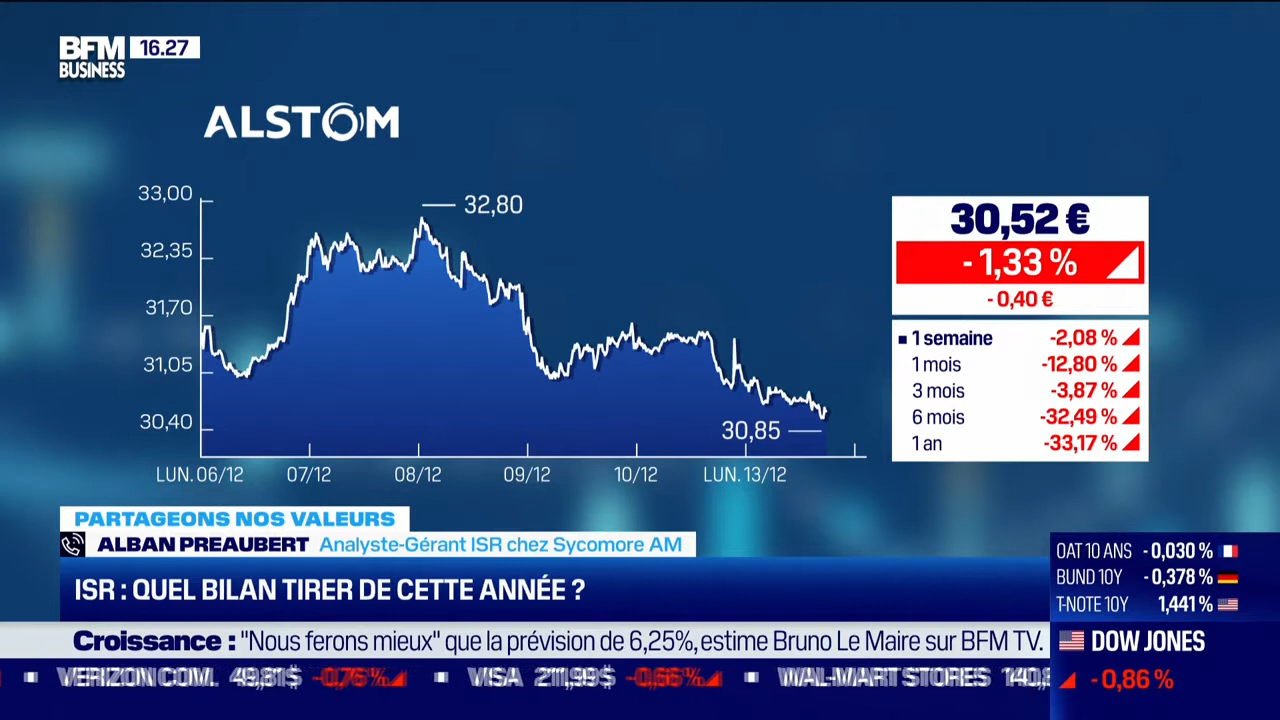 BFM BUSINESS 16.27
ALSTOM
33,00
32,35
31,70
31,05
30,40
32,80
30,85
LUN. 06/12 07/12 08/12 09/12 10/12 LUN. 13/12
30,52 €
- 1,33 %
- 0,40 €
1 semaine -2,08 %
1 mois -12,80 %
3 mois -3,87 %
6 mois -32,49 %
1 an -33,17 %
PARTAGEONS NOS VALEURS
ALBAN PREAUBERT Analyste-Gérant ISR chez Sycomore AM
ISR : QUEL BILAN TIRER DE CETTE ANNÉE ?
OAT 10 ANS - 0,030 %
BUND 10Y - 0,378 %
T-NOTE 10Y 1,441 %
Croissance : "Nous ferons mieux" que la prévision de 6,25%, estime Bruno Le Maire sur BFM TV.
DOW JONES
- 0,86 %
VERIZON COM. 49,81$ -0,76% VISA 211,99$ -0,66% WAL-MART STORES